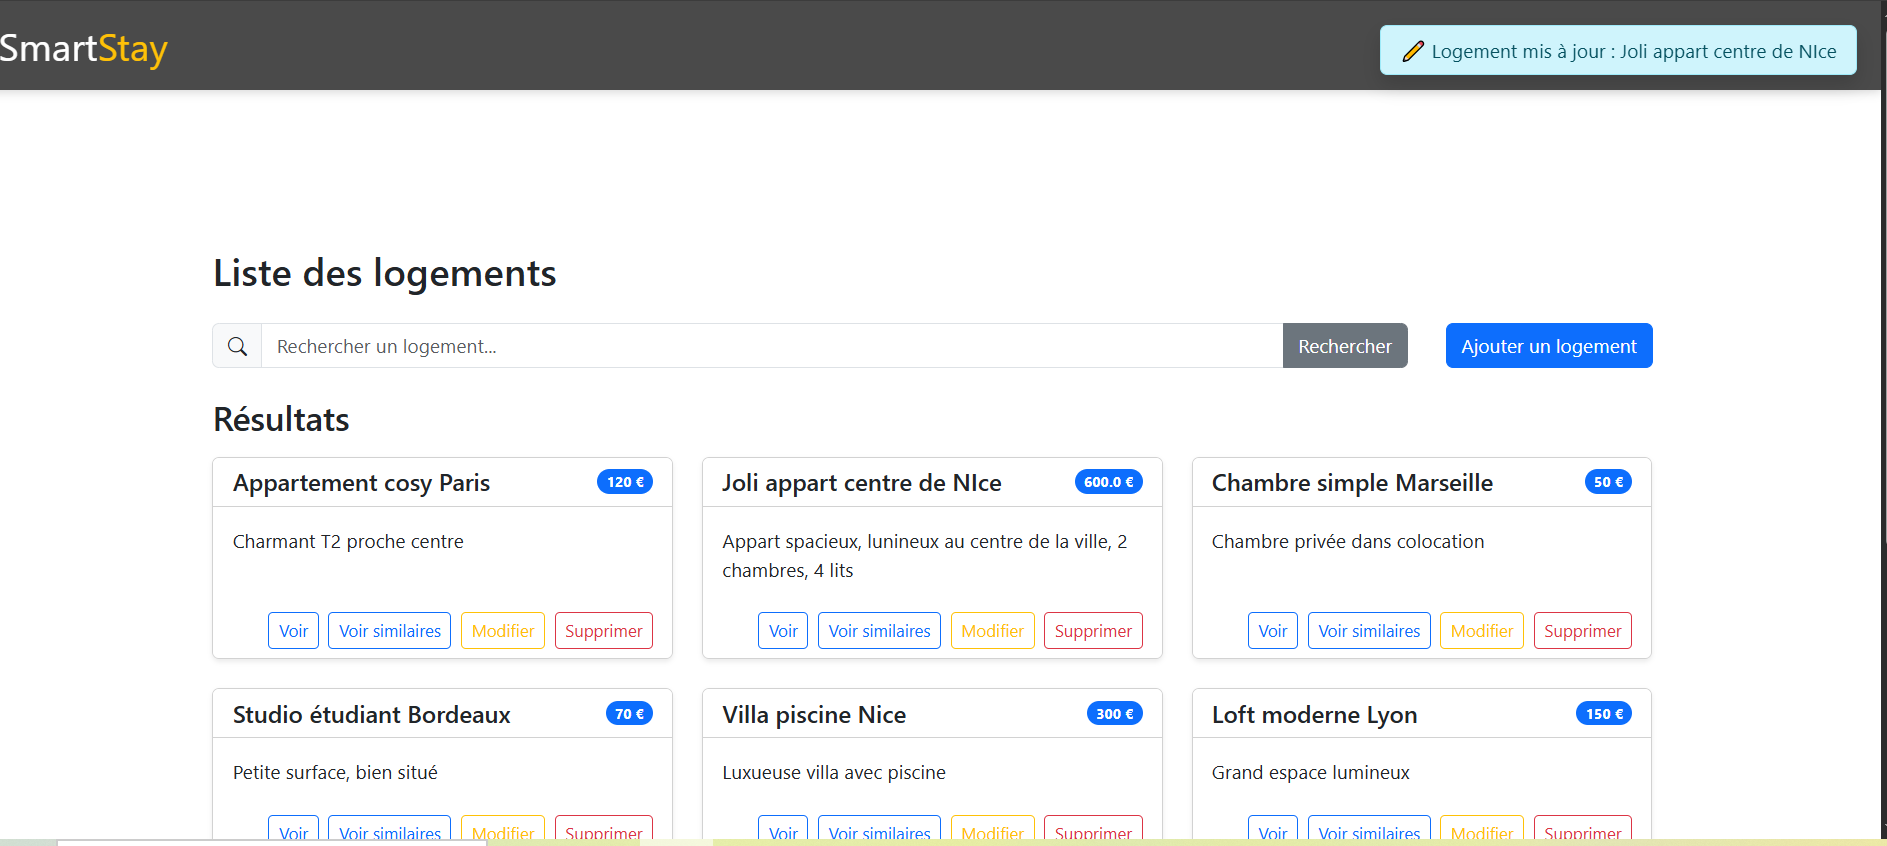 SmartStay
Logement mis à jour : Joli appart centre de NIce
Liste des logements
Rechercher un logement...
Rechercher
Ajouter un logement
Résultats
Appartement cosy Paris
120 €
Charmant T2 proche centre
Voir
Voir similaires
Modifier
Supprimer
Joli appart centre de NIce
600.0 €
Appart spacieux, lunineux au centre de la ville, 2
chambres, 4 lits
Voir
Voir similaires
Modifier
Supprimer
Chambre simple Marseille
50 €
Chambre privée dans colocation
Voir
Voir similaires
Modifier
Supprimer
Studio étudiant Bordeaux
70 €
Petite surface, bien situé
Voir
Voir similaires
Modifier
Supprimer
Villa piscine Nice
300 €
Luxueuse villa avec piscine
Voir
Voir similaires
Modifier
Supprimer
Loft moderne Lyon
150 €
Grand espace lumineux
Voir
Voir similaires
Modifier
Supprimer